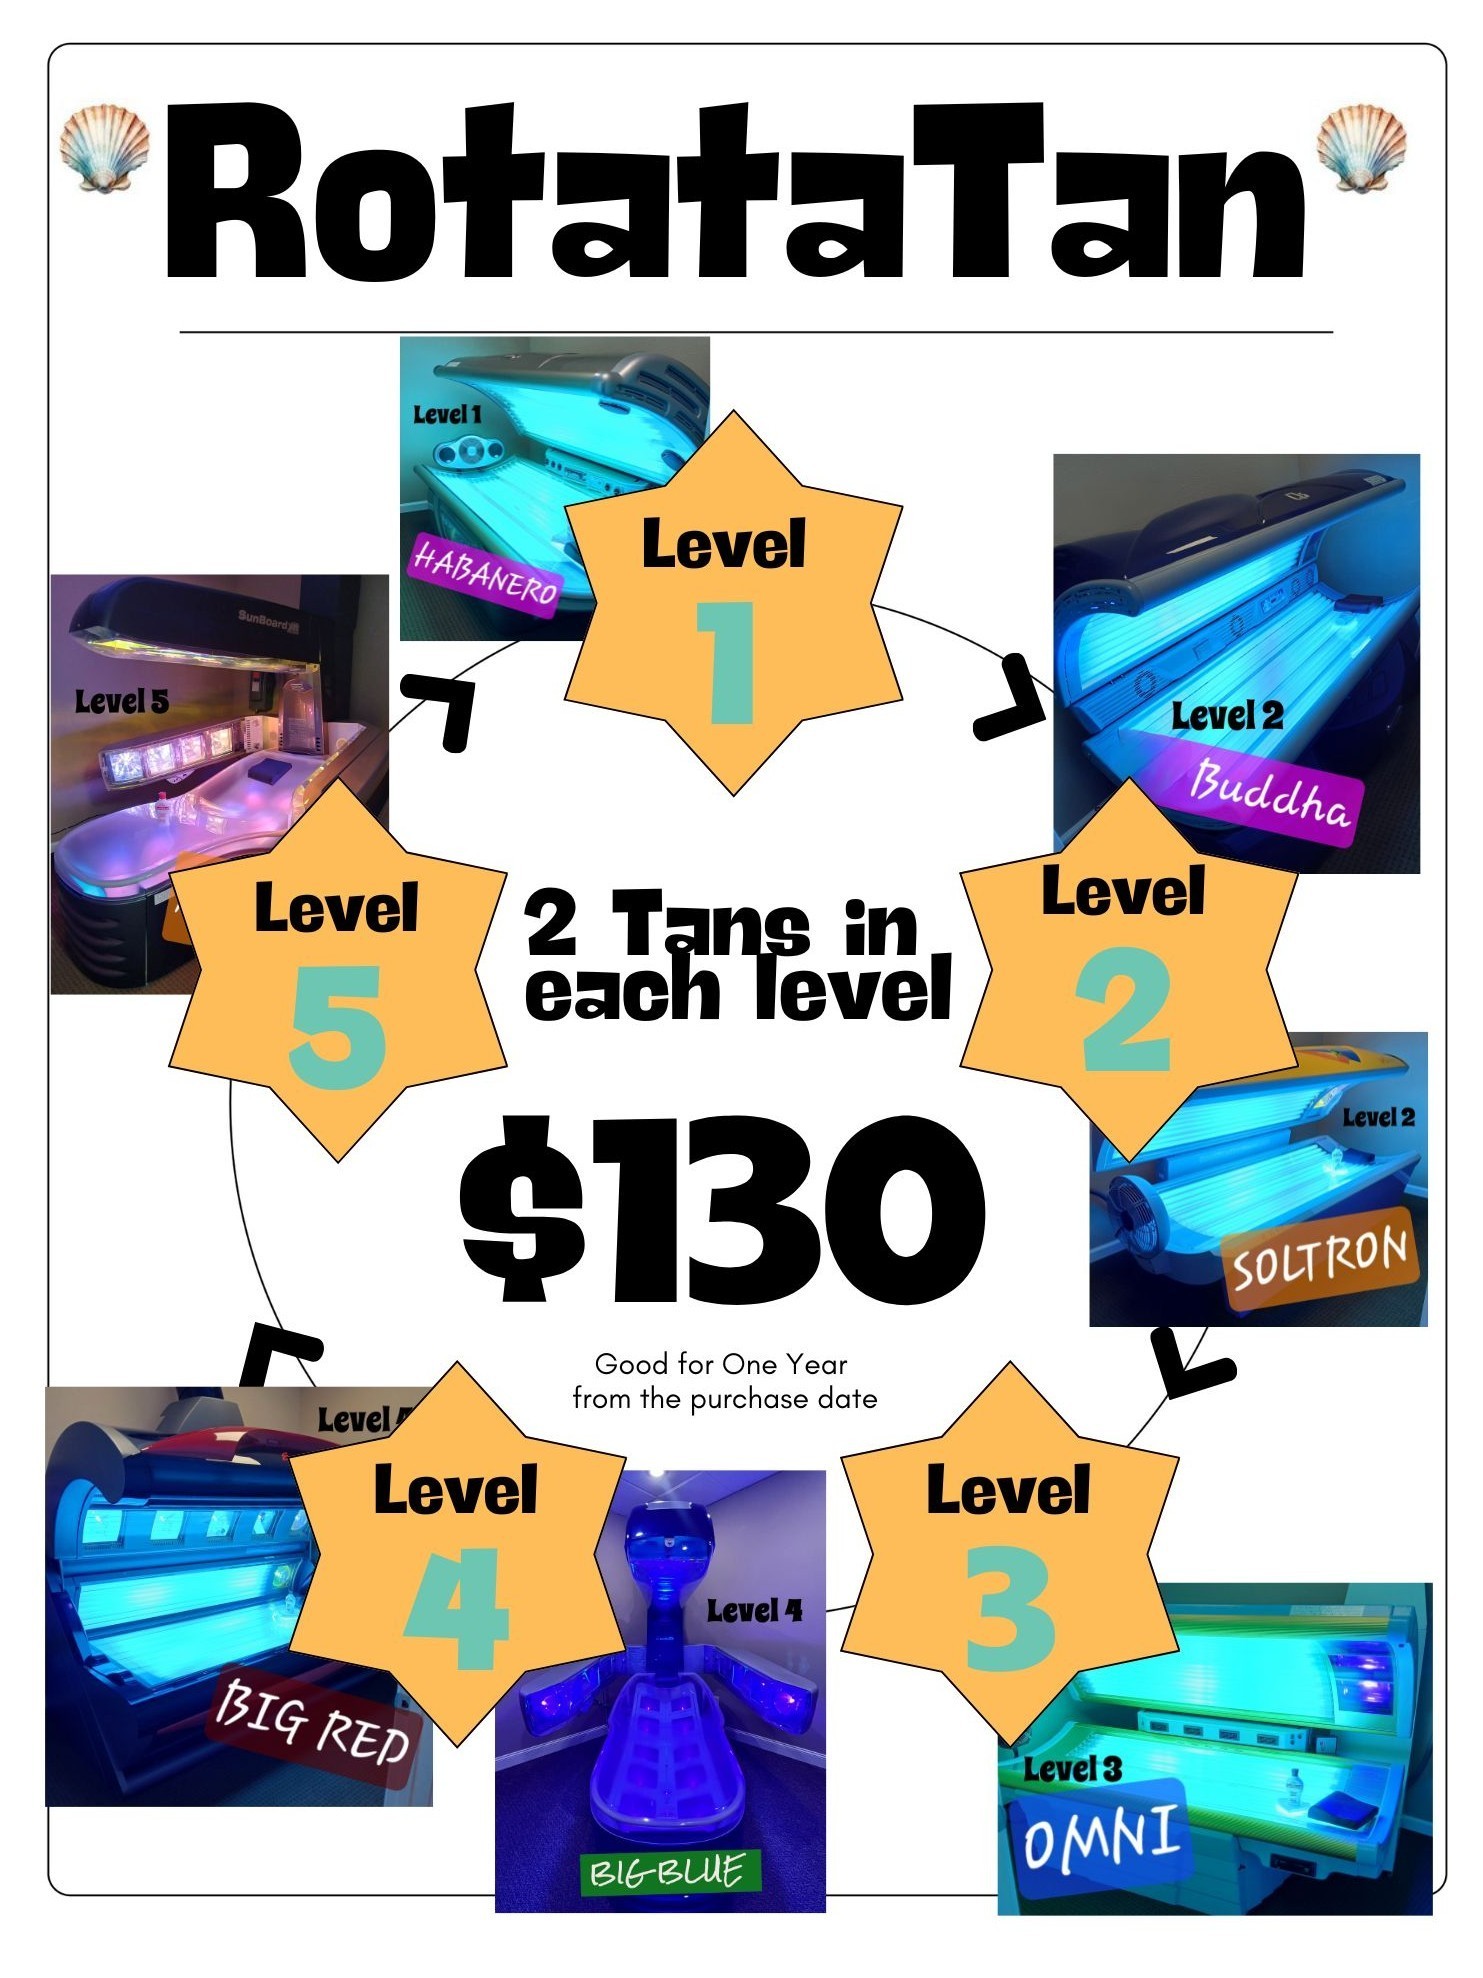 RotataTan
Level 1
HABANERO
Level
1
Level 2
Buddha
Level
2
Level 2
SOLTRON
SunBoard
Level 5
Level
5
2 Tans in
each level
$130
Good for One Year
from the purchase date
Level 4
BIG RED
Level
4
Level 4
BIG BLUE
Level
3
Level 3
OMNI